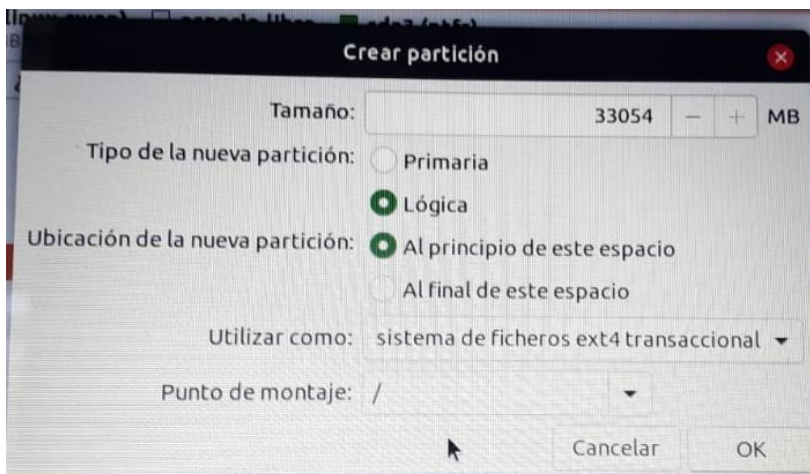 Crear partición
Tamaño: 33054 MB
Tipo de la nueva partición: Primaria
Lógica
Ubicación de la nueva partición: Al principio de este espacio
Al final de este espacio
Utilizar como: sistema de ficheros ext4 transaccional
Punto de montaje: /
Cancelar OK